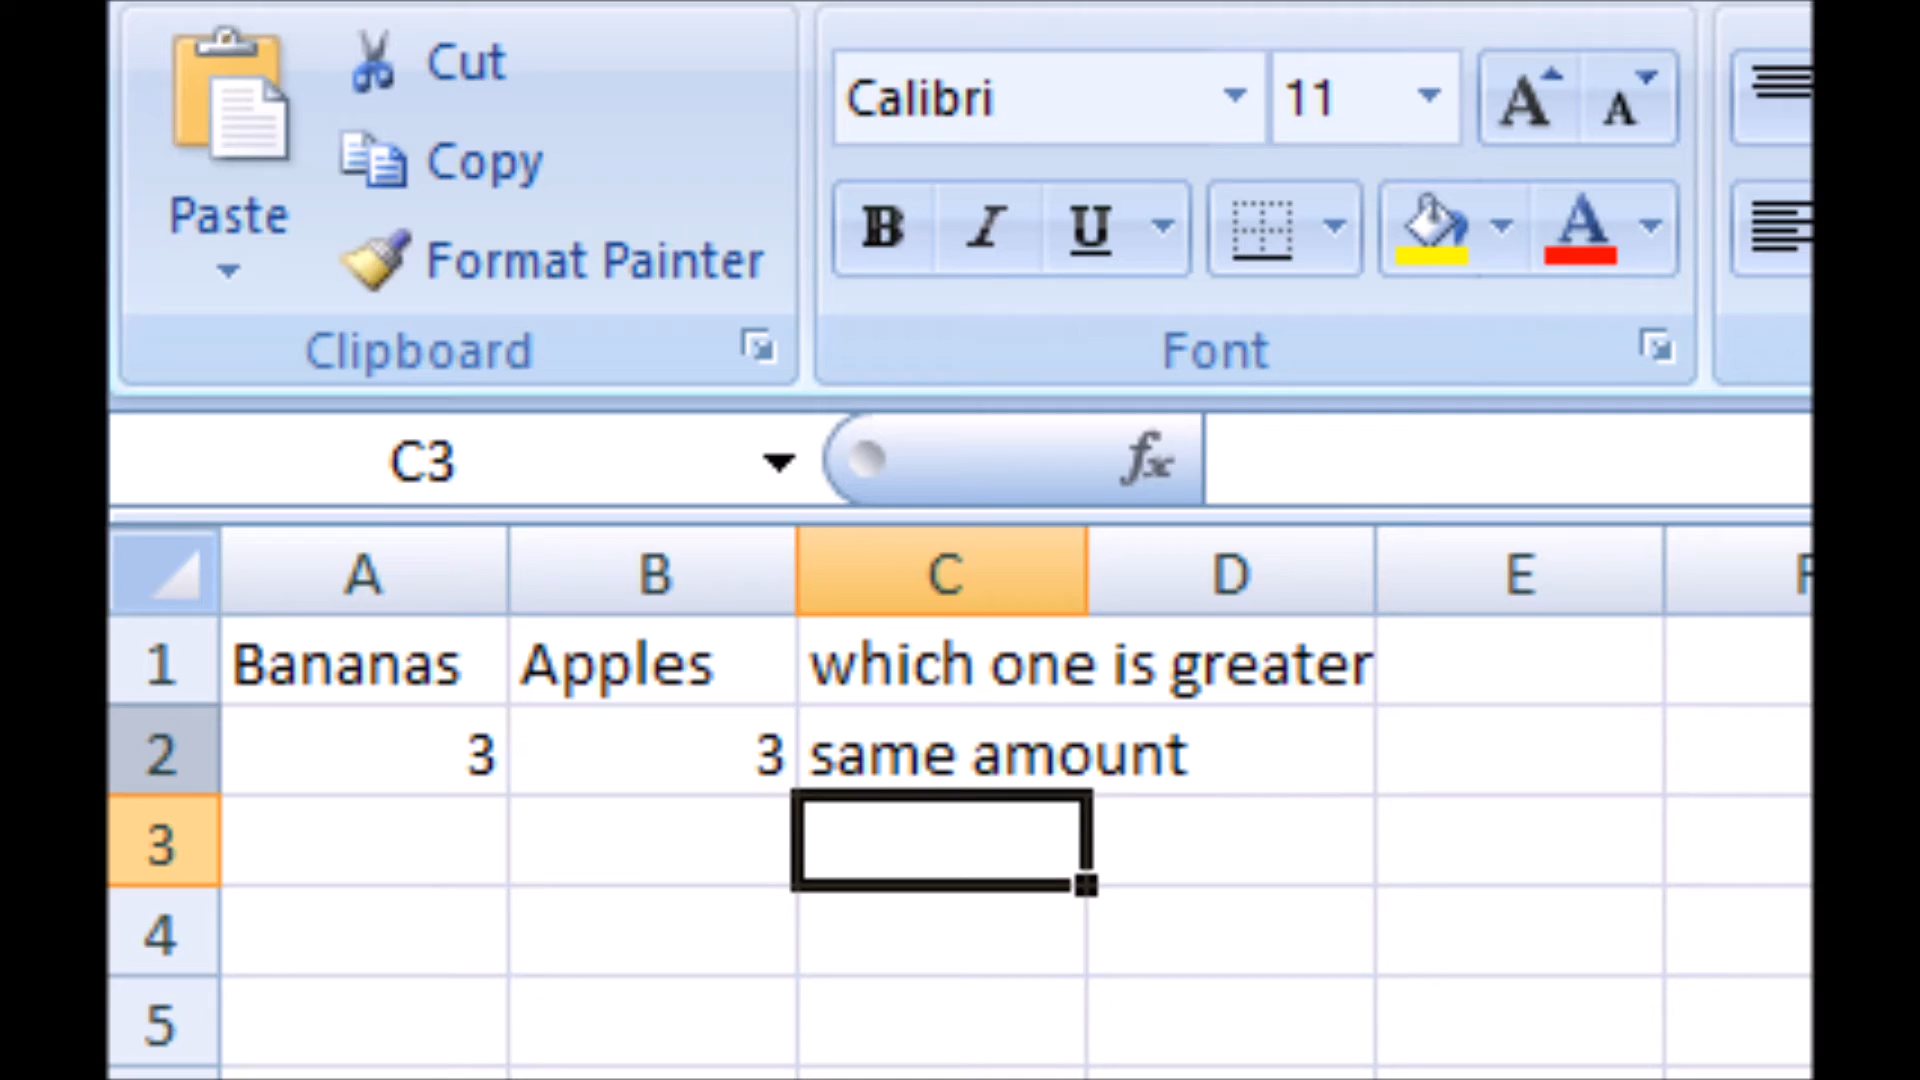 Cut
Copy
Format Painter
Paste
Clipboard
Calibri 11 A A
B I U A
Font
C3 fx
A B C D E F
1 Bananas Apples which one is greater
2 3 3 same amount
3
4
5